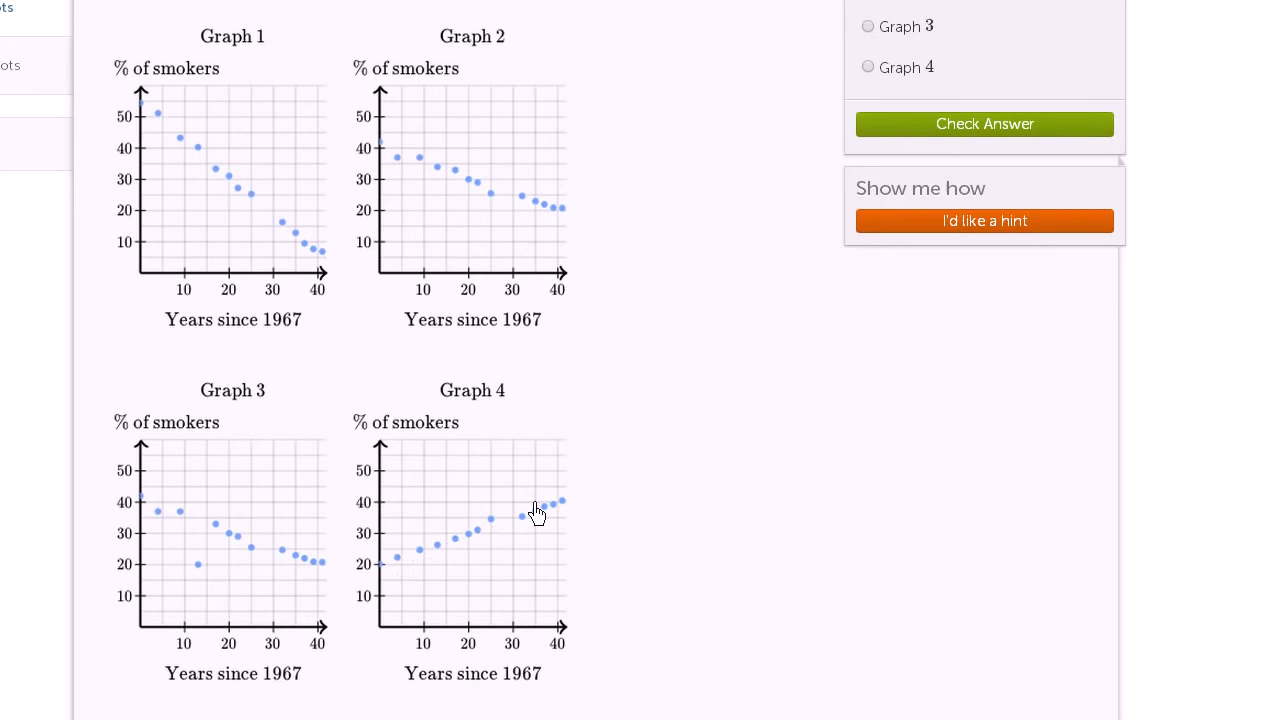 ots
ots
Graph 1
% of smokers
50
40
30
20
10
10 20 30 40
Years since 1967
Graph 2
% of smokers
50
40
30
20
10
10 20 30 40
Years since 1967
Graph 3
% of smokers
50
40
30
20
10
10 20 30 40
Years since 1967
Graph 4
% of smokers
50
40
30
20
10
10 20 30 40
Years since 1967
Graph 3
Graph 4
Check Answer
Show me how
I'd like a hint